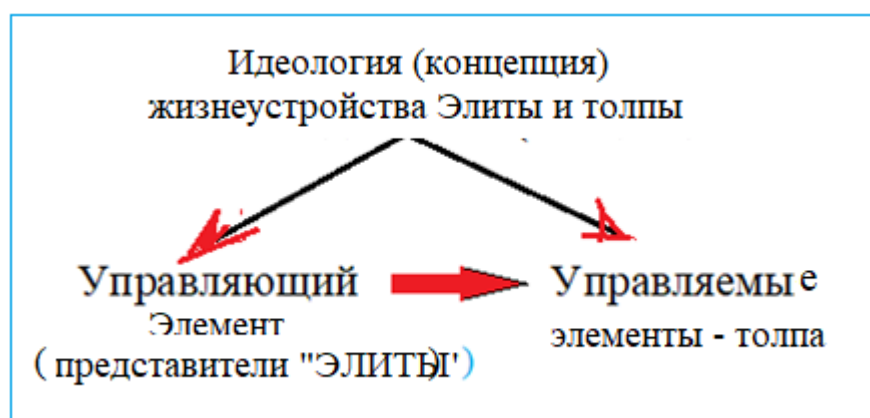 Идеология (концепция)
жизнеустройства Элиты и толпы
Управляющий
Элемент
( представители "ЭЛИТЫ)')
Управляемые
элементы - толпа